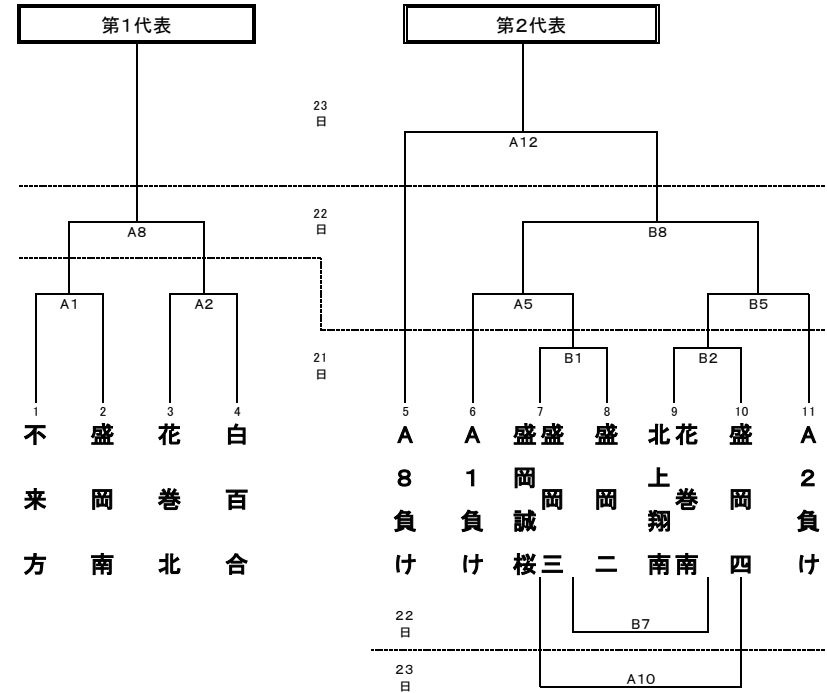 第1代表
第2代表
23
日
A12
22
日
A8
B8
A1
A2
A5
B5
21
日
B1
B2
1
2
3
4
5
6
7
8
9
10
11
不来方
盛岡南
花巻北
白百合
A8負け
A1負け
盛岡誠桜
盛岡三
盛岡二
北上翔南
花巻南
盛岡四
A2負け
22
日
B7
23
日
A10